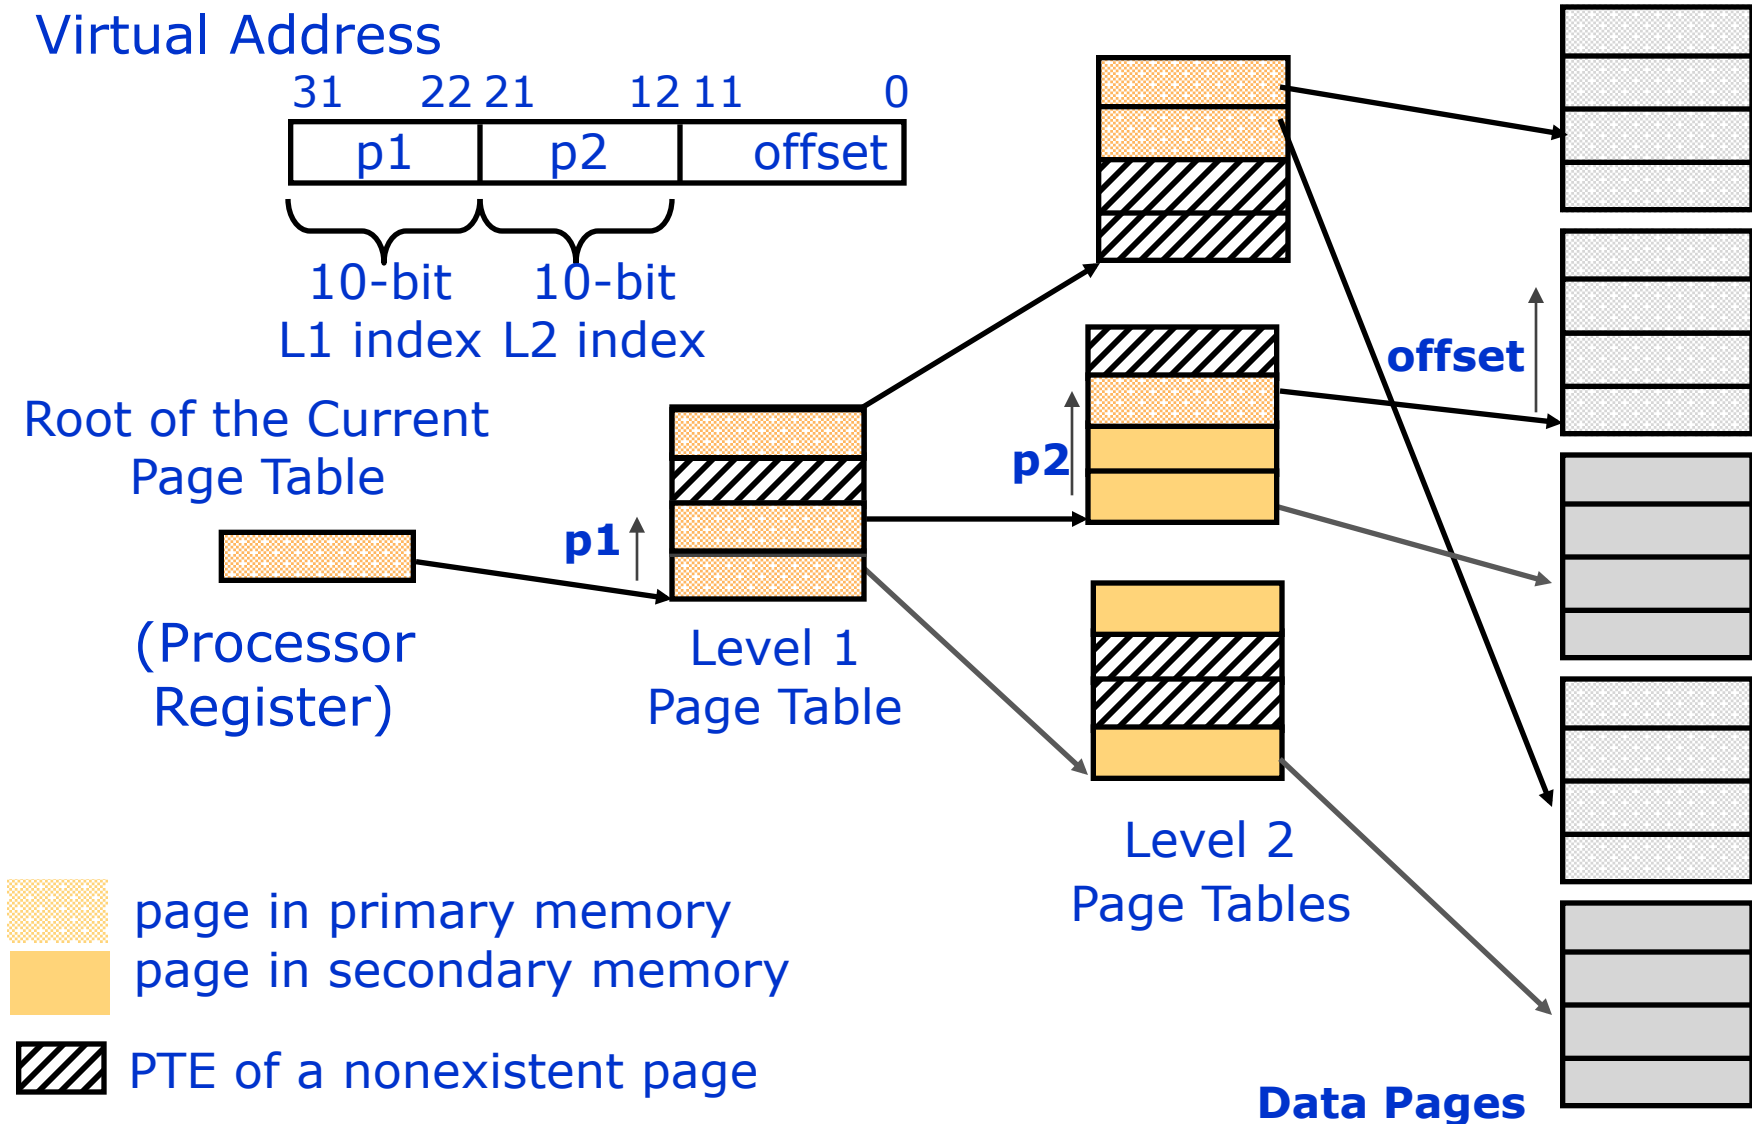 Virtual Address
31 22 21 12 11 0
p1 p2 offset
10-bit 10-bit
L1 index L2 index
Root of the Current
Page Table
(Processor
Register)
p1
Level 1
Page Table
p2
offset
Level 2
Page Tables
page in primary memory
page in secondary memory
PTE of a nonexistent page
Data Pages